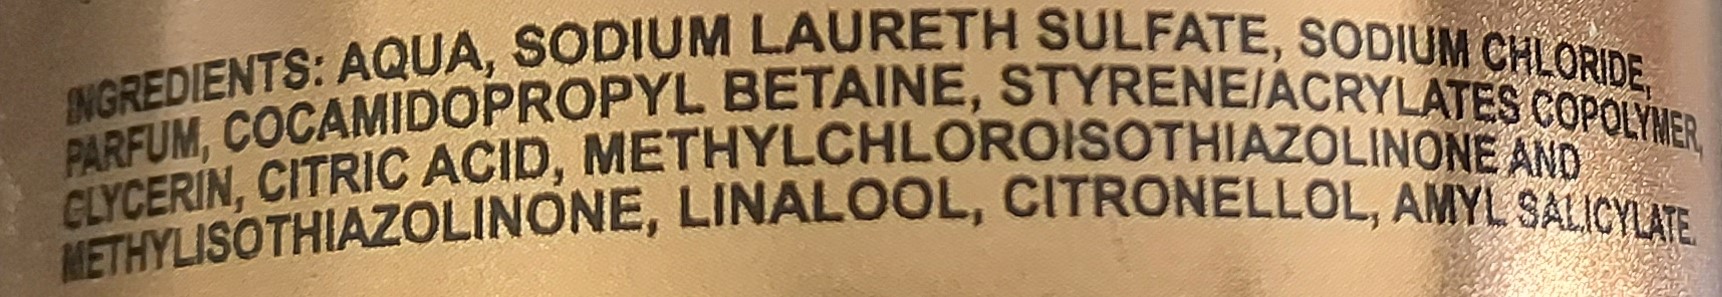 INGREDIENTS: AQUA, SODIUM LAURETH SULFATE, SODIUM CHLORIDE,
PARFUM, COCAMIDOPROPYL BETAINE, STYRENE/ACRYLATES COPOLYMER,
GLYCERIN, CITRIC ACID, METHYLCHLOROISOTHIAZOLINONE AND
METHYLISOTHIAZOLINONE, LINALOOL, CITRONELLOL, AMYL SALICYLATE.